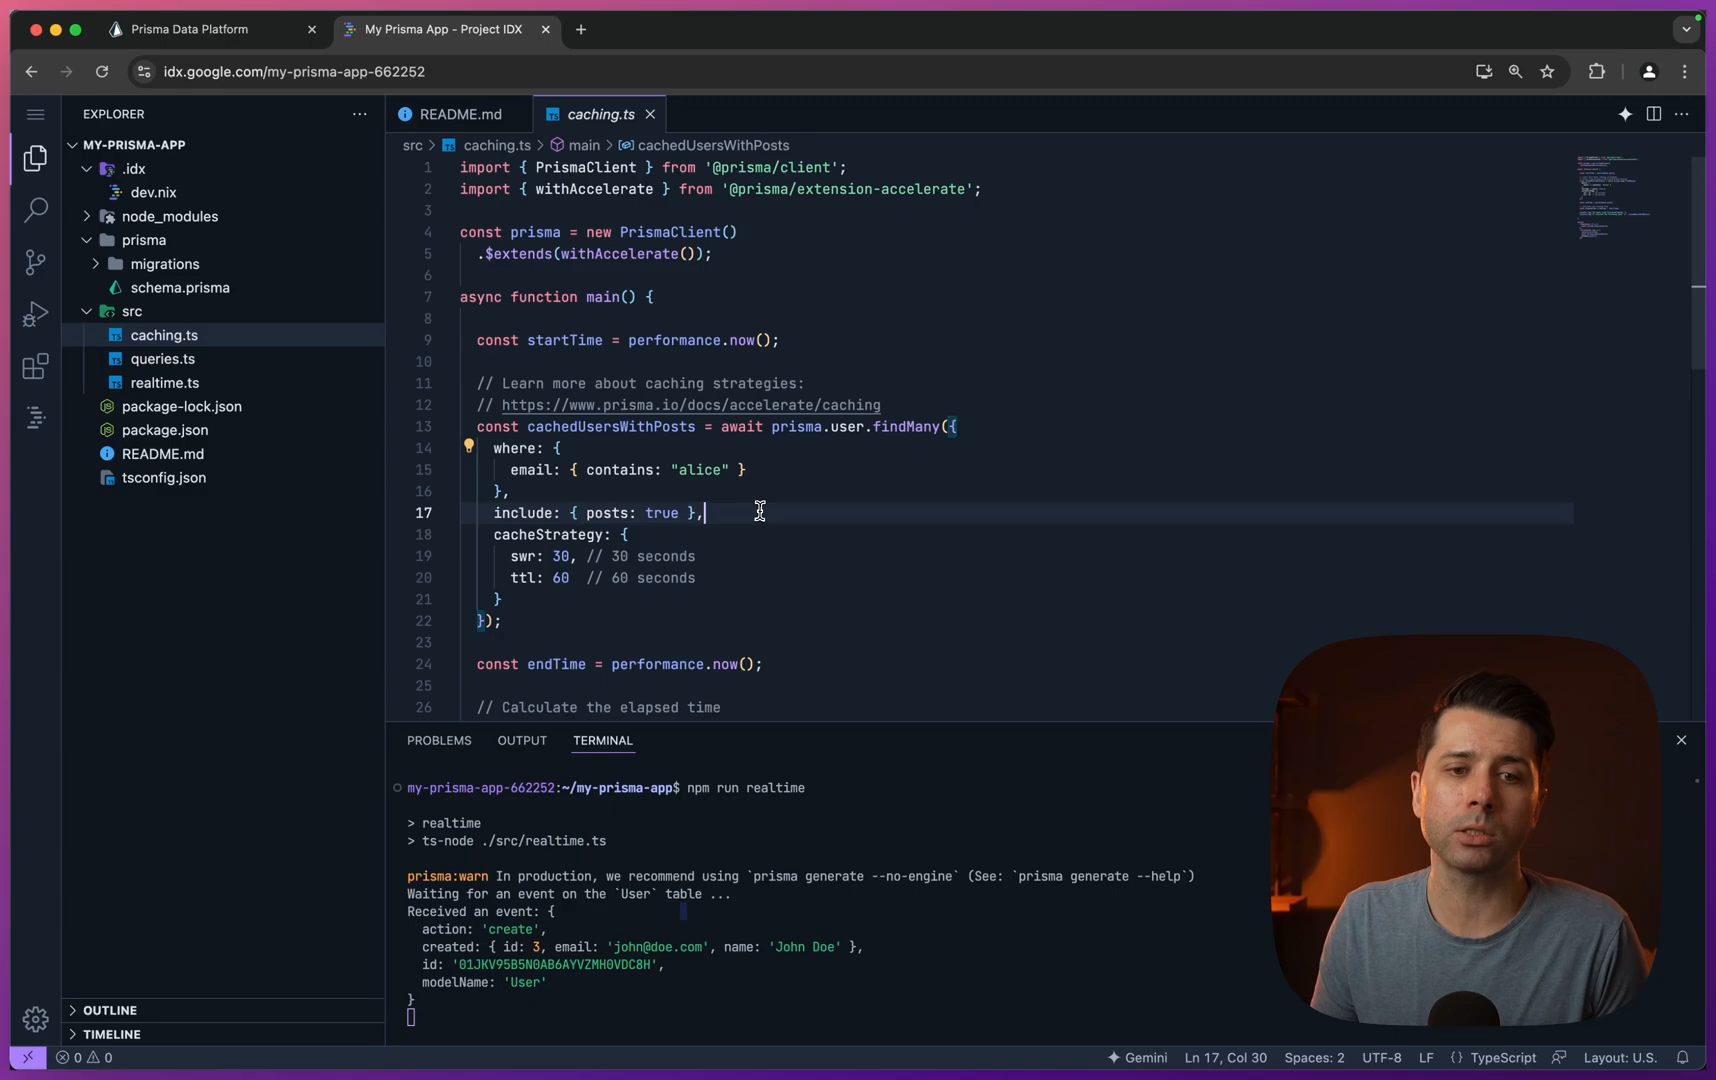 Prisma Data Platform
My Prisma App - Project IDX
idx.google.com/my-prisma-app-662252
EXPLORER
MY-PRISMA-APP
.idx
dev.nix
node_modules
prisma
migrations
schema.prisma
src
caching.ts
queries.ts
realtime.ts
package-lock.json
package.json
README.md
tsconfig.json
OUTLINE
TIMELINE
README.md
caching.ts
src > caching.ts > main > cachedUsersWithPosts
1 import { PrismaClient } from '@prisma/client';
2 import { withAccelerate } from '@prisma/extension-accelerate';
3
4 const prisma = new PrismaClient()
5 .$extends(withAccelerate());
6
7 async function main() {
8
9 const startTime = performance.now();
10
11 // Learn more about caching strategies:
12 // https://www.prisma.io/docs/accelerate/caching
13 const cachedUsersWithPosts = await prisma.user.findMany({
14 where: {
15 email: { contains: "alice" }
16 },
17 include: { posts: true },
18 cacheStrategy: {
19 swr: 30, // 30 seconds
20 ttl: 60 // 60 seconds
21 }
22 });
23
24 const endTime = performance.now();
25
26 // Calculate the elapsed time
PROBLEMS OUTPUT TERMINAL
my-prisma-app-662252:~/my-prisma-app$ npm run realtime
> realtime
> ts-node ./src/realtime.ts
prisma:warn In production, we recommend using `prisma generate --no-engine` (See: `prisma generate --help`)
Waiting for an event on the `User` table ...
Received an event: {
action: 'create',
created: { id: 3, email: 'john@doe.com', name: 'John Doe' },
id: '01JKV95B5N0AB6AYVZMH0VDC8H',
modelName: 'User'
}
0 0
Gemini Ln 17, Col 30 Spaces: 2 UTF-8 LF {} TypeScript Layout: U.S.